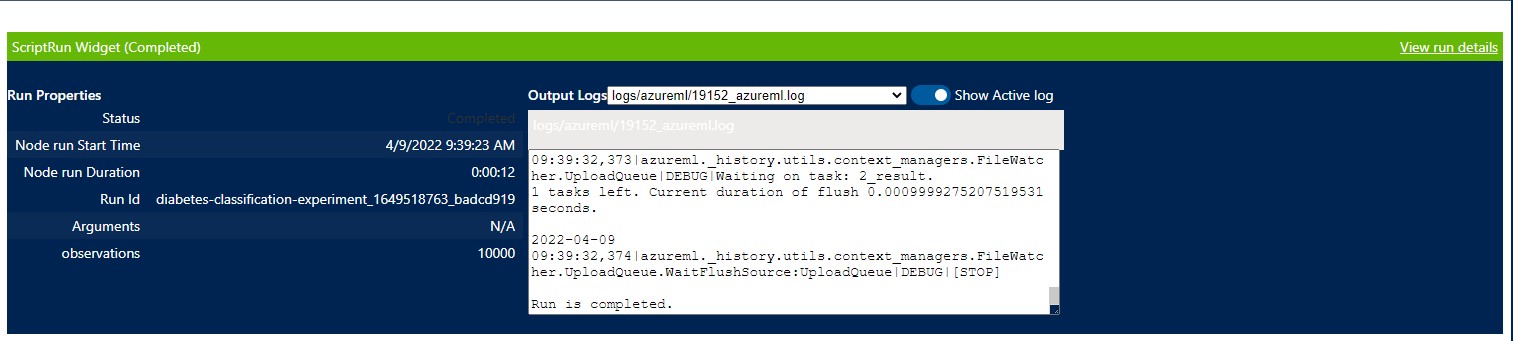 ScriptRun Widget (Completed) View run details
Run Properties
Status Completed
Node run Start Time 4/9/2022 9:39:23 AM
Node run Duration 0:00:12
Run Id diabetes-classification-experiment_1649518763_badcd919
Arguments N/A
observations 10000
Output Logs logs/azureml/19152_azureml.log Show Active log
logs/azureml/19152_azureml.log
09:39:32,373|azureml._history.utils.context_managers.FileWatc
her.UploadQueue|DEBUG|Waiting on task: 2_result.
1 tasks left. Current duration of flush 0.0009999275207519531
seconds.
2022-04-09
09:39:32,374|azureml._history.utils.context_managers.FileWatc
her.UploadQueue.WaitFlushSource:UploadQueue|DEBUG|[STOP]
Run is completed.